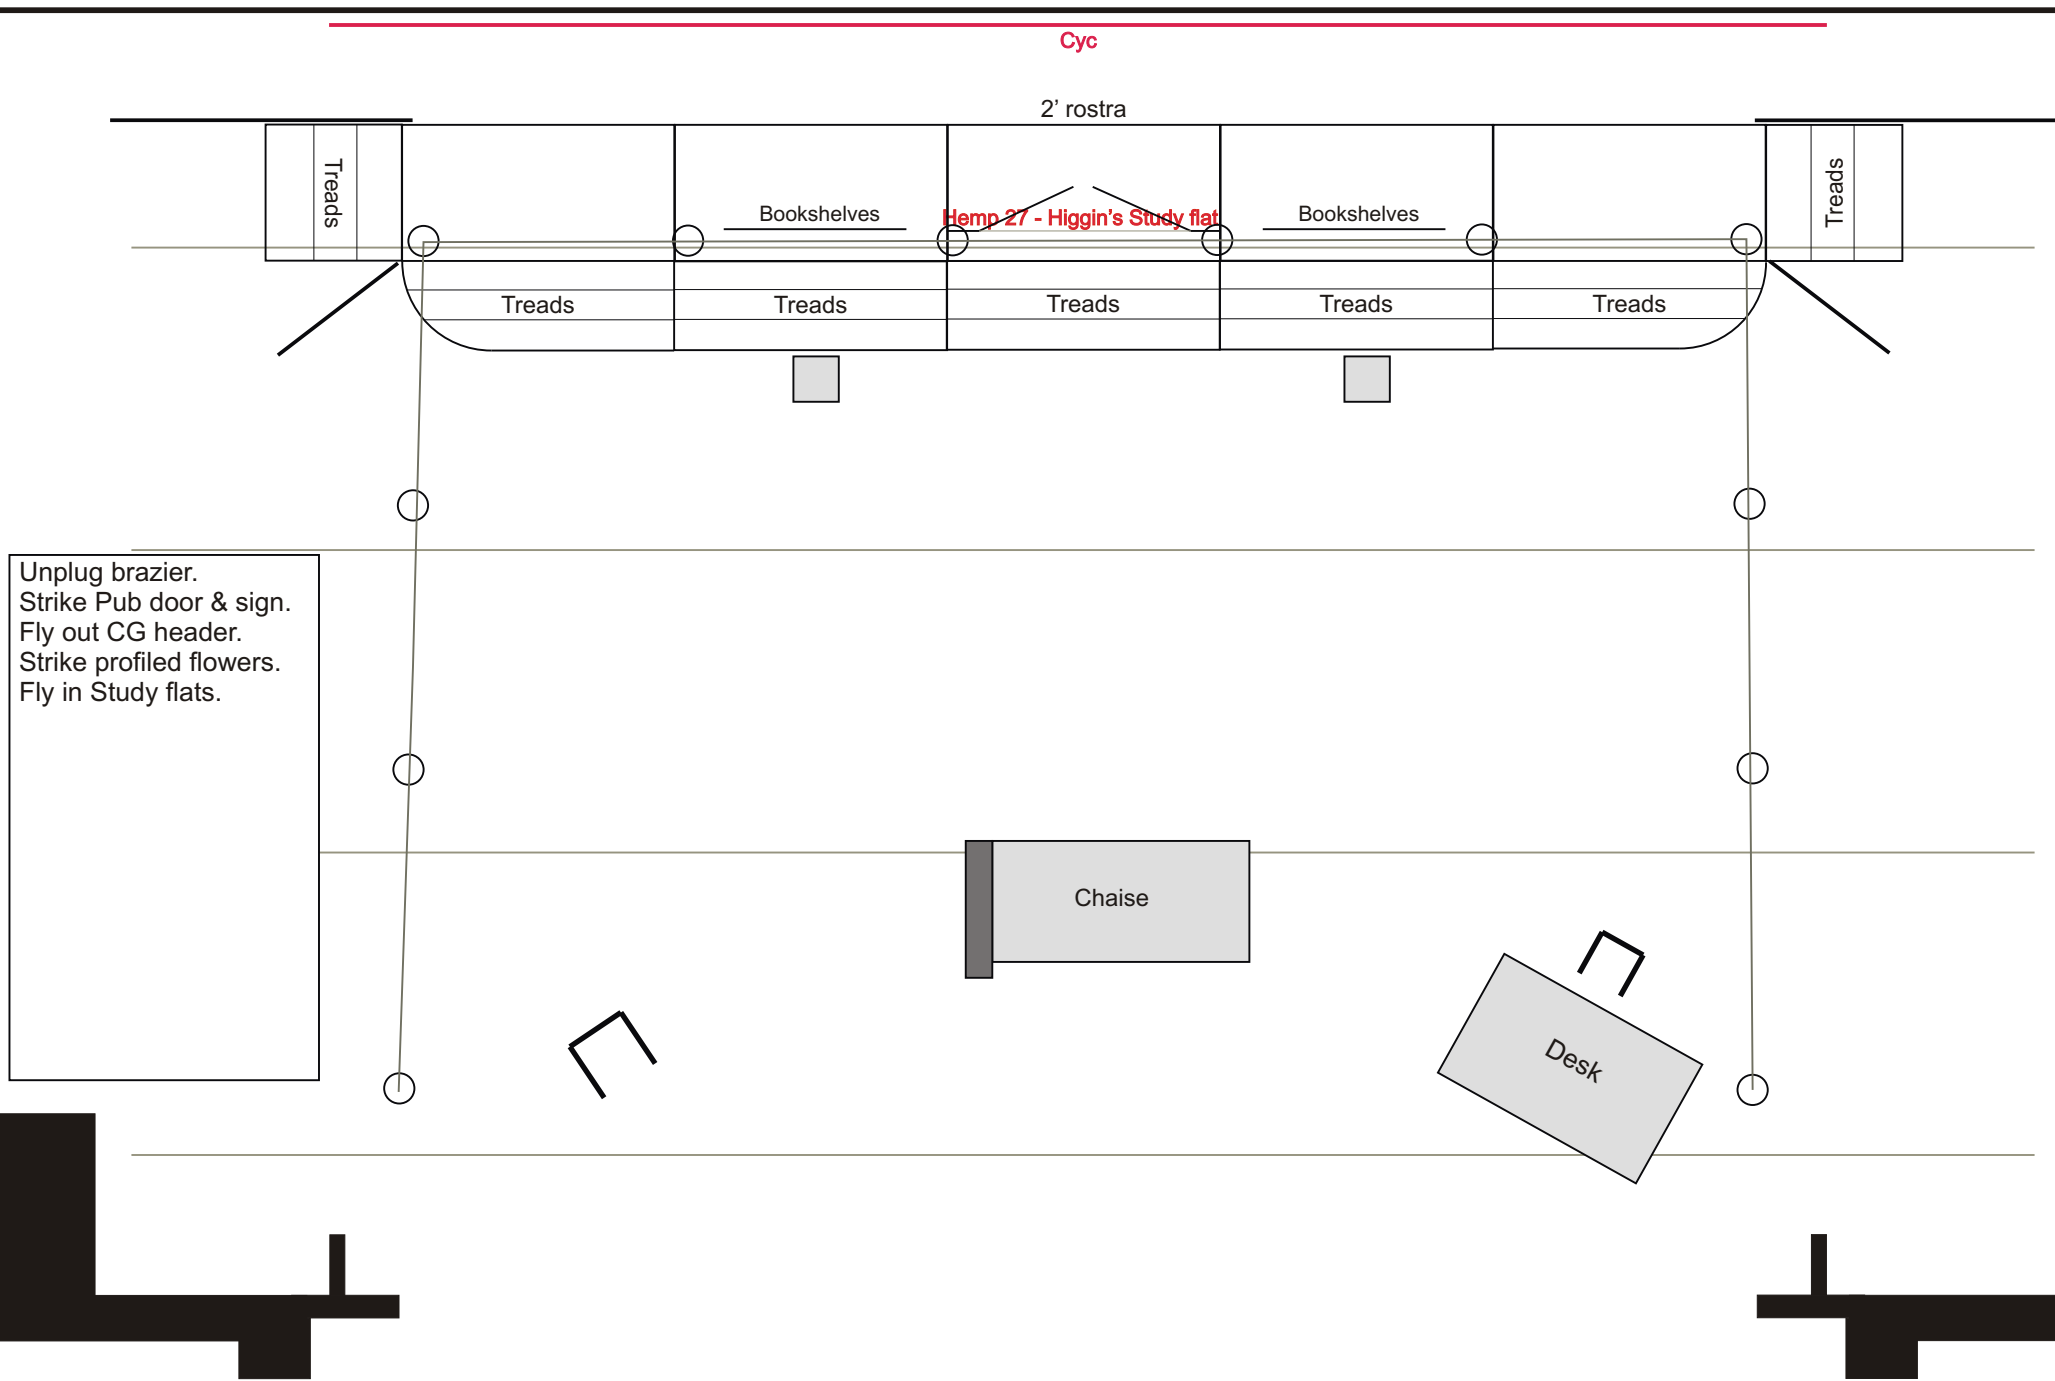 Cyc
2’ rostra
Treads
Bookshelves
Hemp 27 - Higgin’s Study flat
Bookshelves
Treads
Treads
Treads
Treads
Treads
Treads
Unplug brazier.
Strike Pub door & sign.
Fly out CG header.
Strike profiled flowers.
Fly in Study flats.
Chaise
Desk